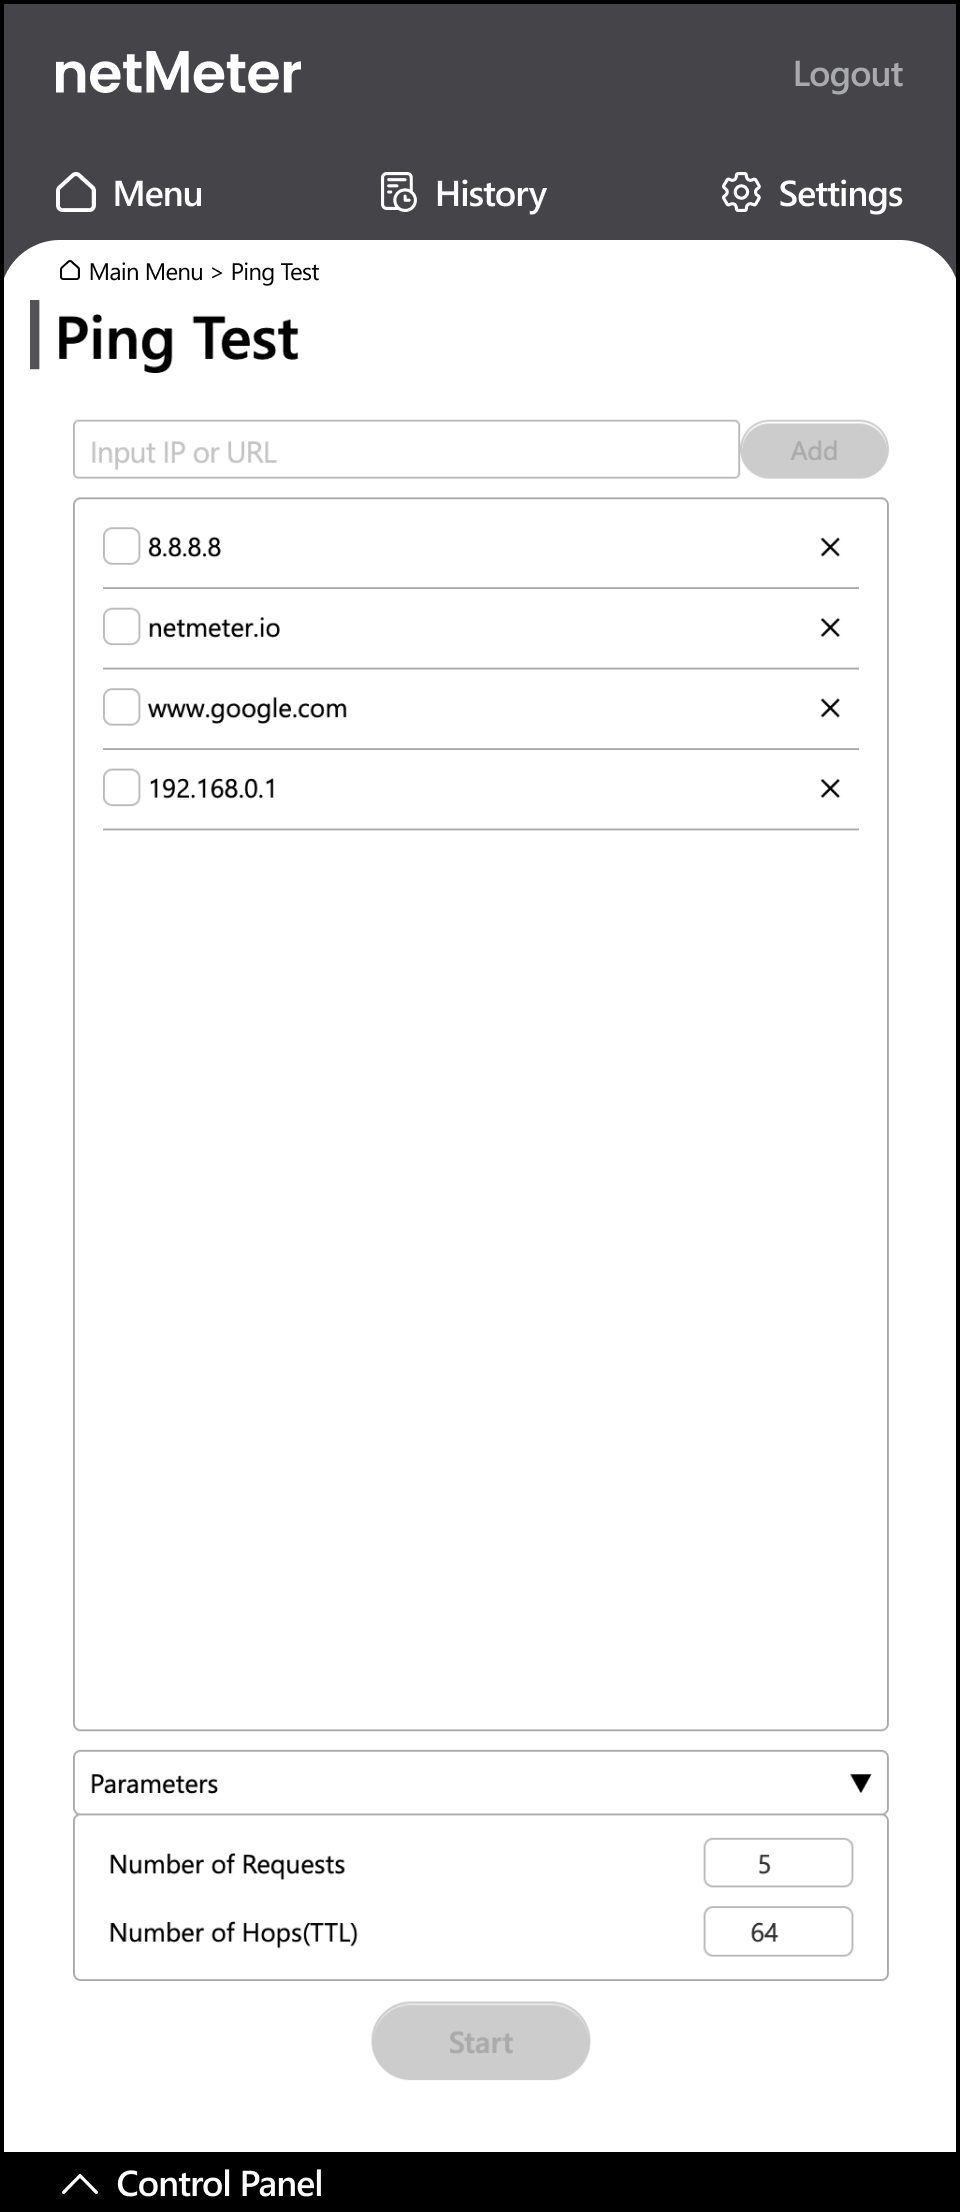 netMeter
Logout
Menu
History
Settings
Main Menu > Ping Test
Ping Test
Input IP or URL
Add
8.8.8.8
netmeter.io
www.google.com
192.168.0.1
Parameters
Number of Requests
5
Number of Hops(TTL)
64
Start
Control Panel